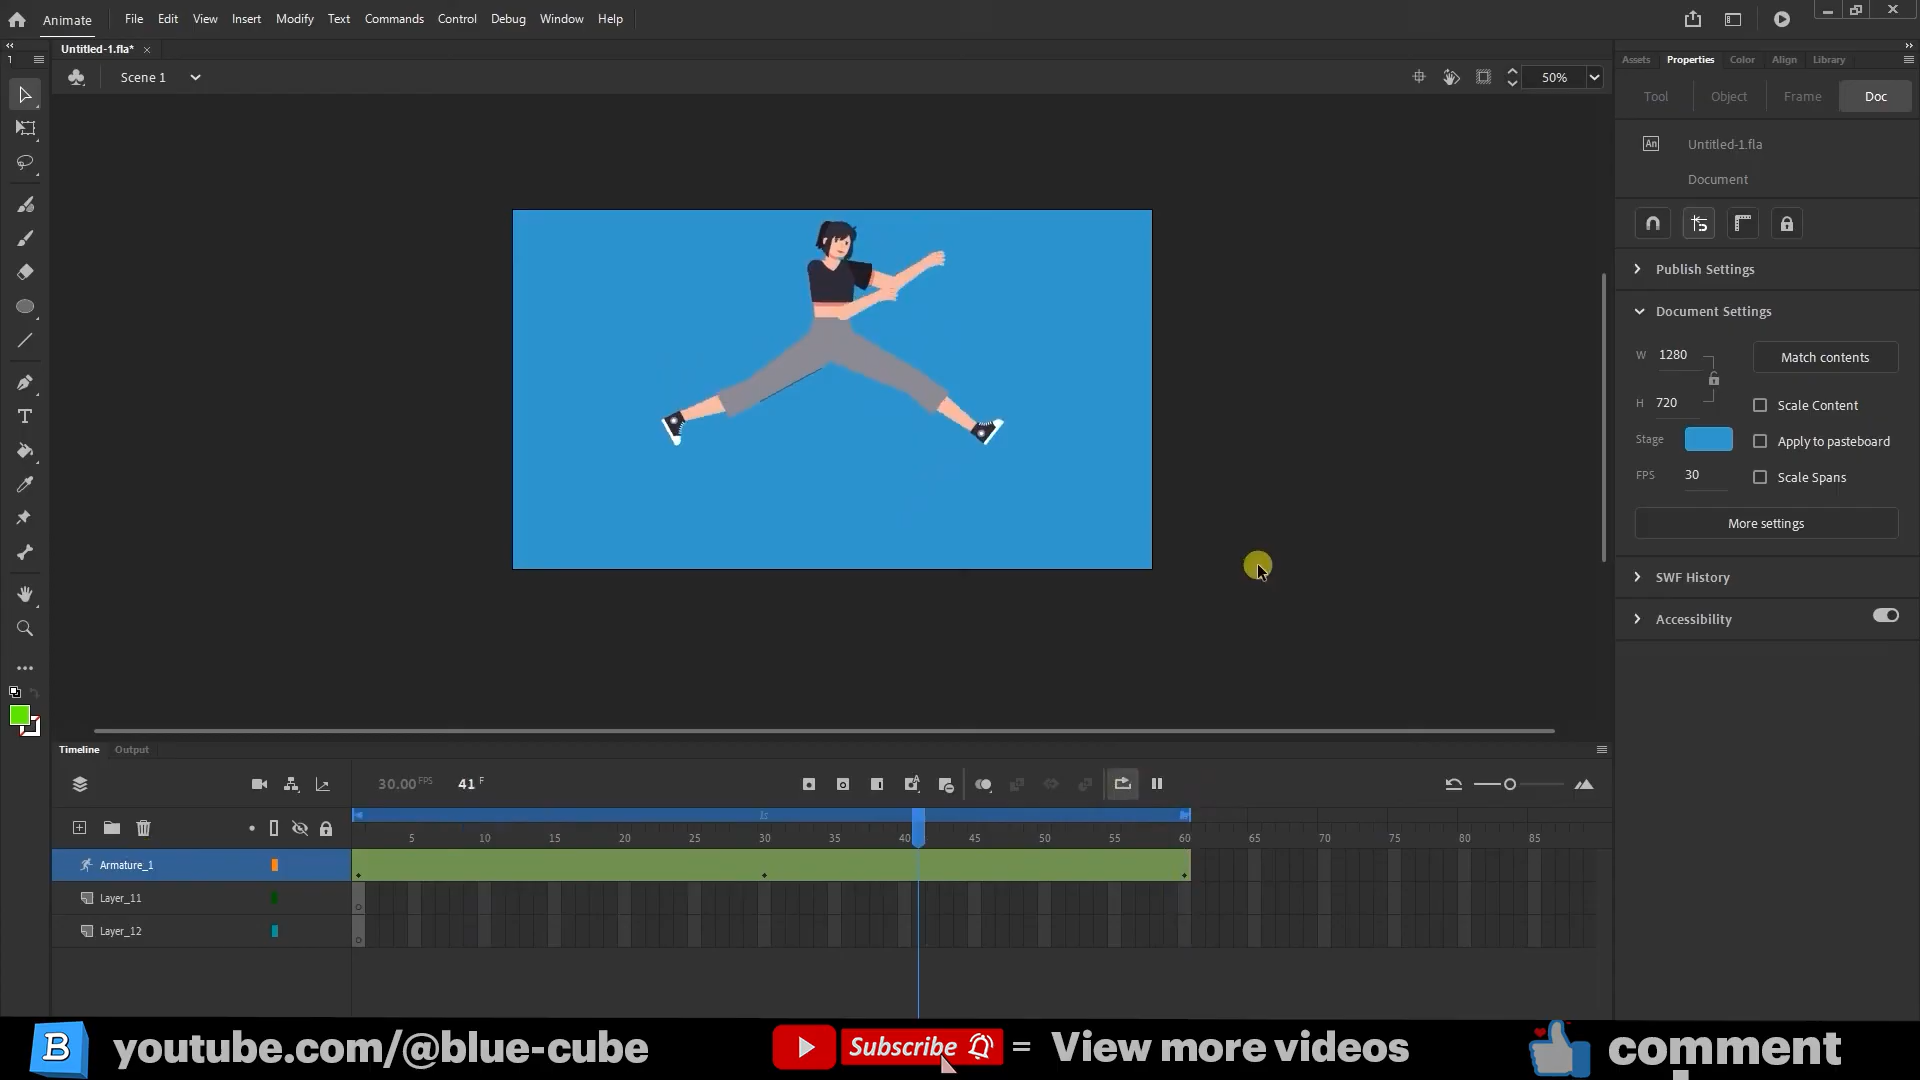 Animate File Edit View Insert Modify Text Commands Control Debug Window Help
Untitled-1.fla*
1
Scene 1
50%
Assets Properties Color Align Library
Tool Object Frame Doc
An Untitled-1.fla
Document
Publish Settings
Document Settings
W 1280 Match contents
H 720 Scale Content
Stage Apply to pasteboard
FPS 30 Scale Spans
More settings
SWF History
Accessibility
Timeline Output
30.00 FPS 41 F
1s
5 10 15 20 25 30 35 40 45 50 55 60 65 70 75 80 85
Armature_1
Layer_11
Layer_12
B youtube.com/@blue-cube Subscribe = View more videos comment